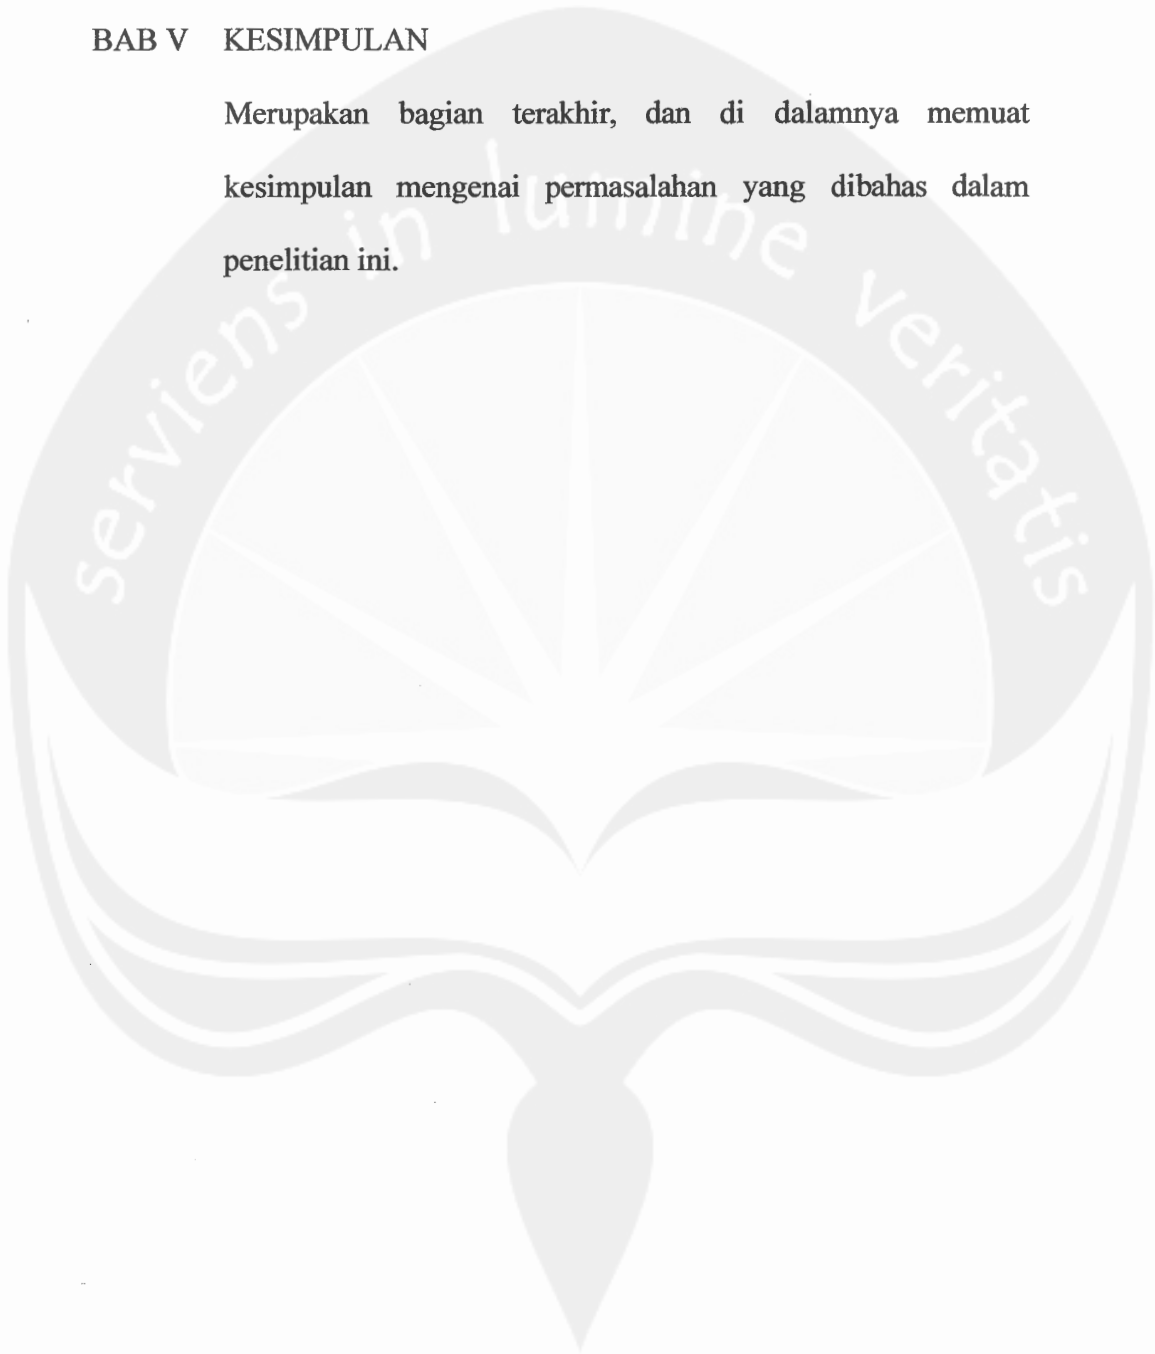 BAB V KESIMPULAN
Merupakan bagian terakhir, dan di dalamnya memuat
kesimpulan mengenai permasalahan yang dibahas dalam
penelitian ini.
serviens in lumine veritatis